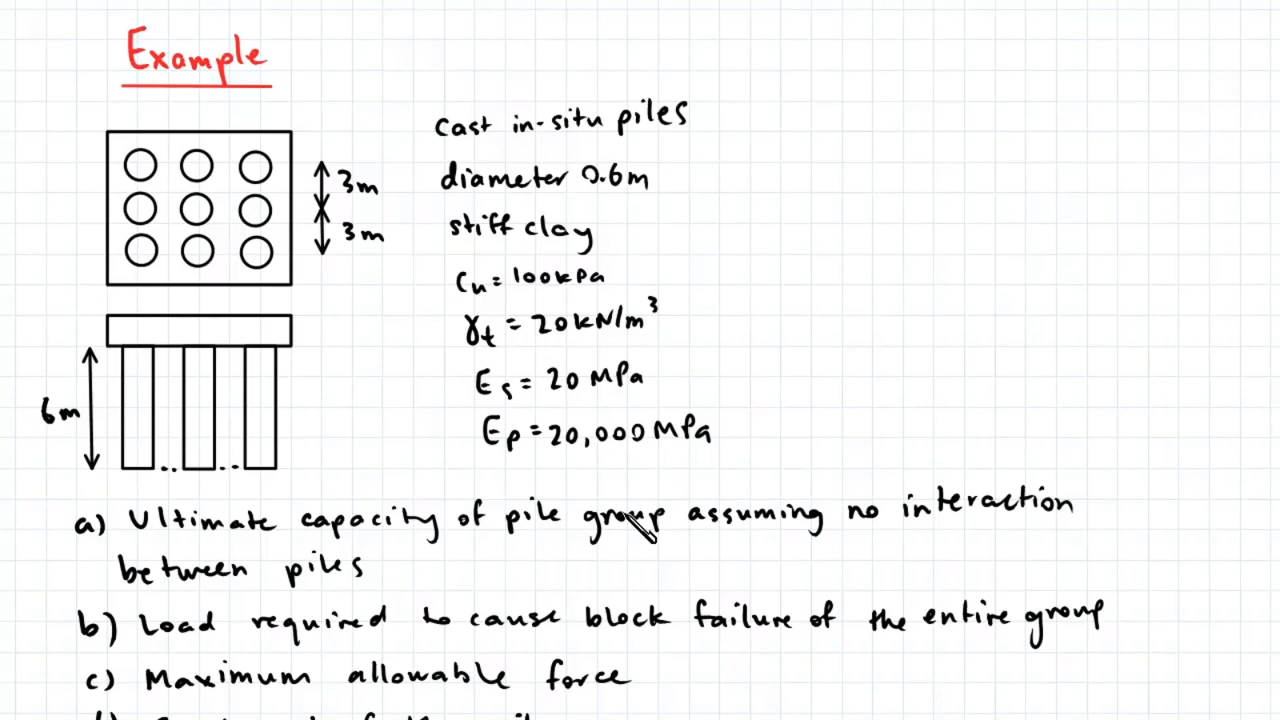 Example
cast in-situ piles
diameter 0.6m
3m
stiff clay
3m
Cu = 100kPa
γt = 20kN/m³
Es = 20 MPa
6m
Ep = 20,000 MPa
a) Ultimate capacity of pile group assuming no interaction
between piles
b) Load required to cause block failure of the entire group
c) Maximum allowable force